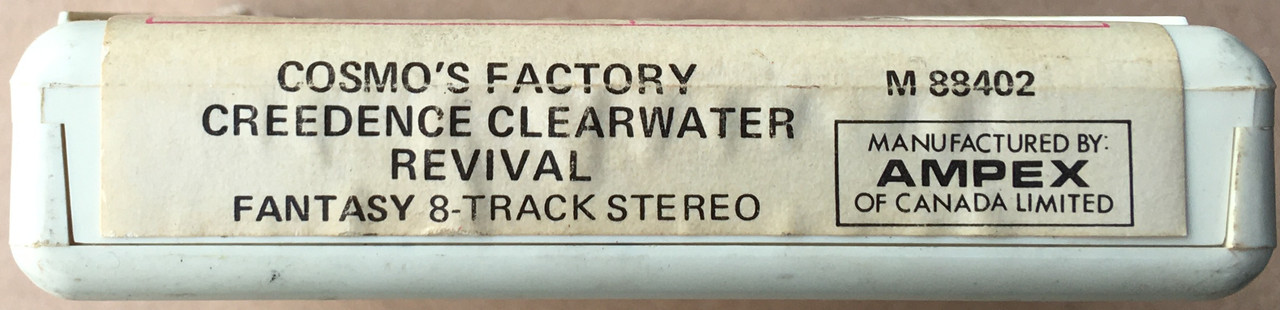 COSMO'S FACTORY
CREEDENCE CLEARWATER
REVIVAL
FANTASY 8-TRACK STEREO
M 88402
MANUFACTURED BY:
AMPEX
OF CANADA LIMITED